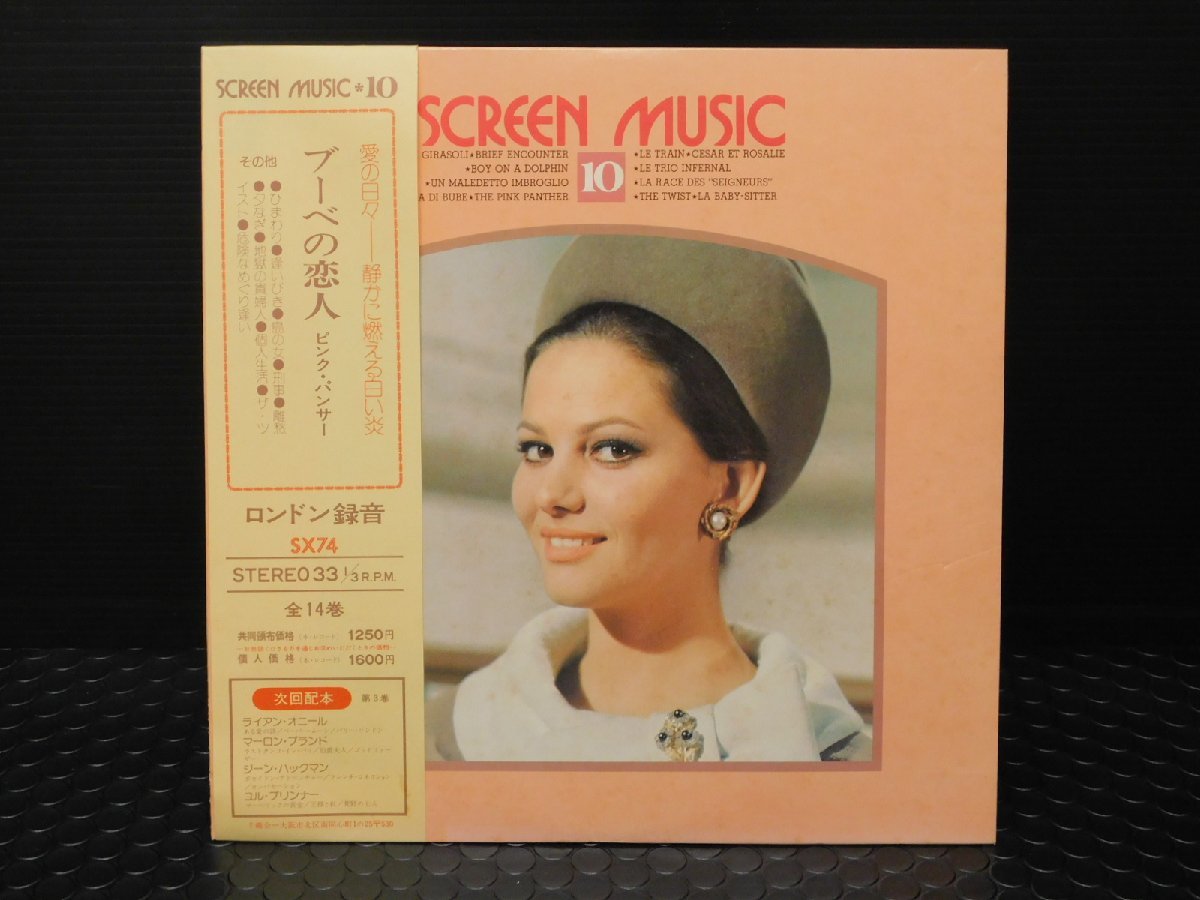 SCREEN MUSIC*10
愛の日々——静かに燃える白い炎
ブーベの恋人 ピンク・パンサー
その他
●ひまわり●逢いびき●島の女●刑事●離愁
●夕なぎ●地獄の貴婦人●個人生活●ザ・ツ
イスト●危険なめぐり逢い
ロンドン録音
SX74
STEREO 33 1/3 R.P.M.
全14巻
共同頒布価格 1250円
個人価格 1600円
次回配本
ライアン・オニール
マーロン・ブランド
ジーン・ハックマン
ユル・ブリンナー
SCREEN MUSIC
10
GIRASOLI★BRIEF ENCOUNTER
★BOY ON A DOLPHIN
★UN MALEDETTO IMBROGLIO
A DI BUBE★THE PINK PANTHER
★LE TRAIN★CESAR ET ROSALIE
★LE TRIO INFERNAL
★LA RACE DES "SEIGNEURS"
★THE TWIST★LA BABY-SITTER